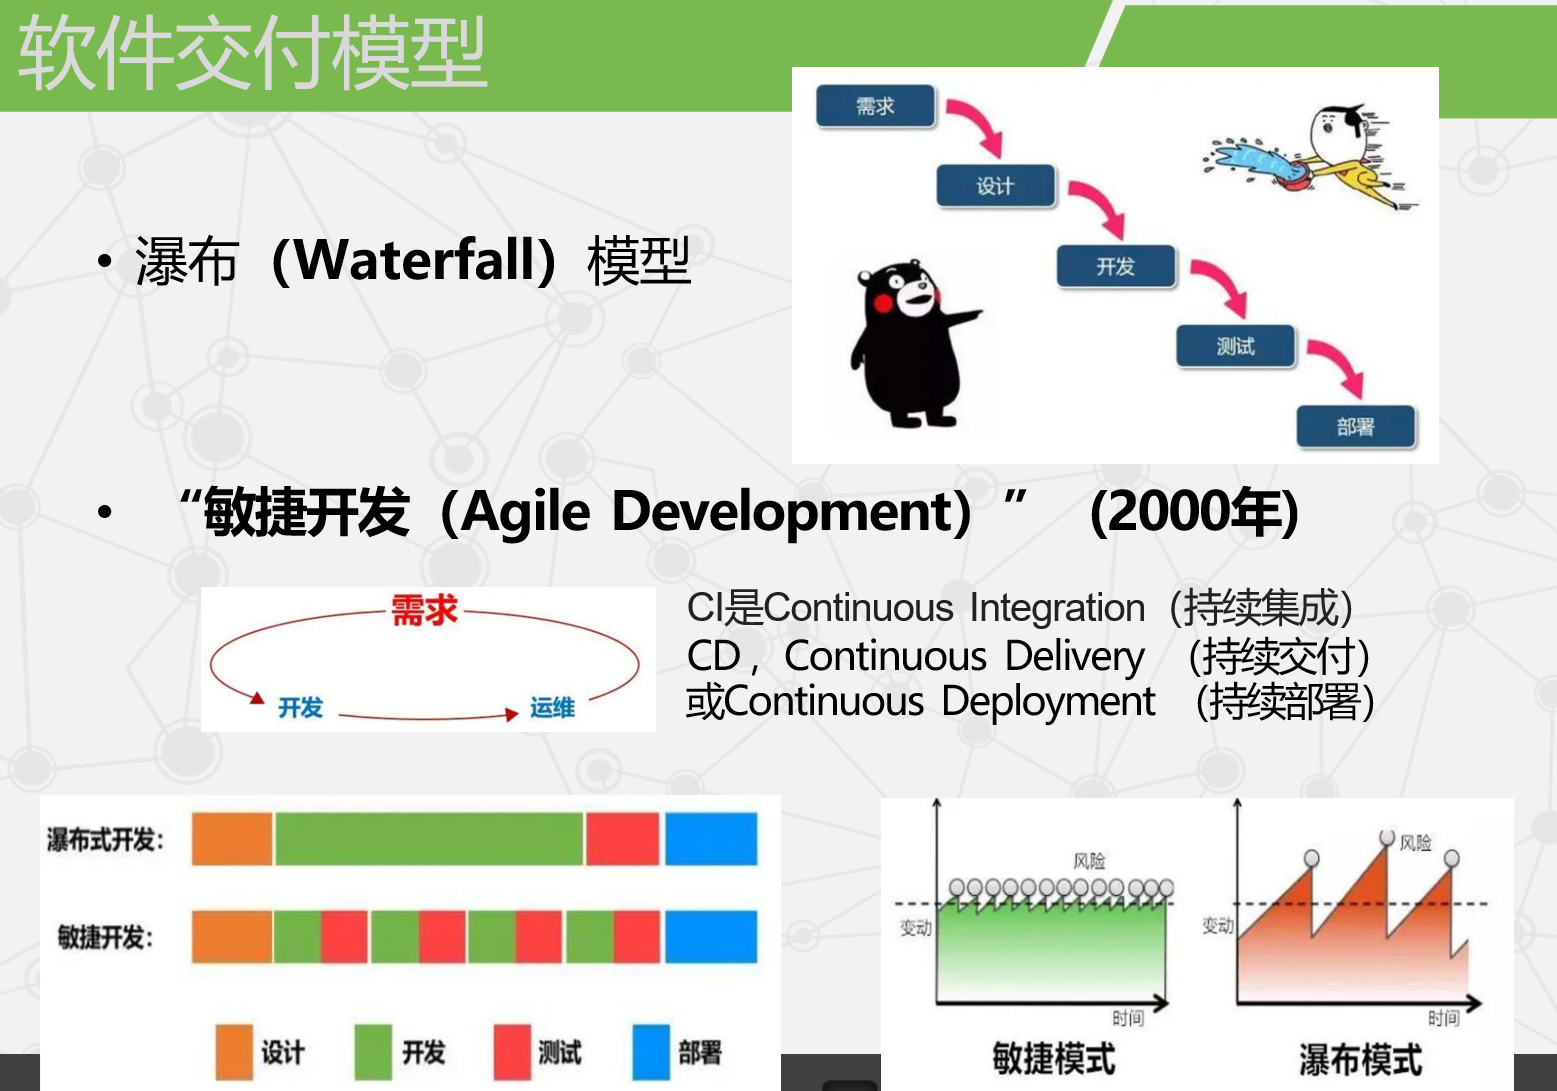 软件交付模型
需求
设计
开发
测试
部署
• 瀑布（Waterfall）模型
• “敏捷开发（Agile Development）” (2000年)
需求
开发
运维
CI是Continuous Integration（持续集成）
CD，Continuous Delivery （持续交付）
或Continuous Deployment （持续部署）
瀑布式开发：
敏捷开发：
设计
开发
测试
部署
风险
变动
时间
敏捷模式
风险
变动
时间
瀑布模式